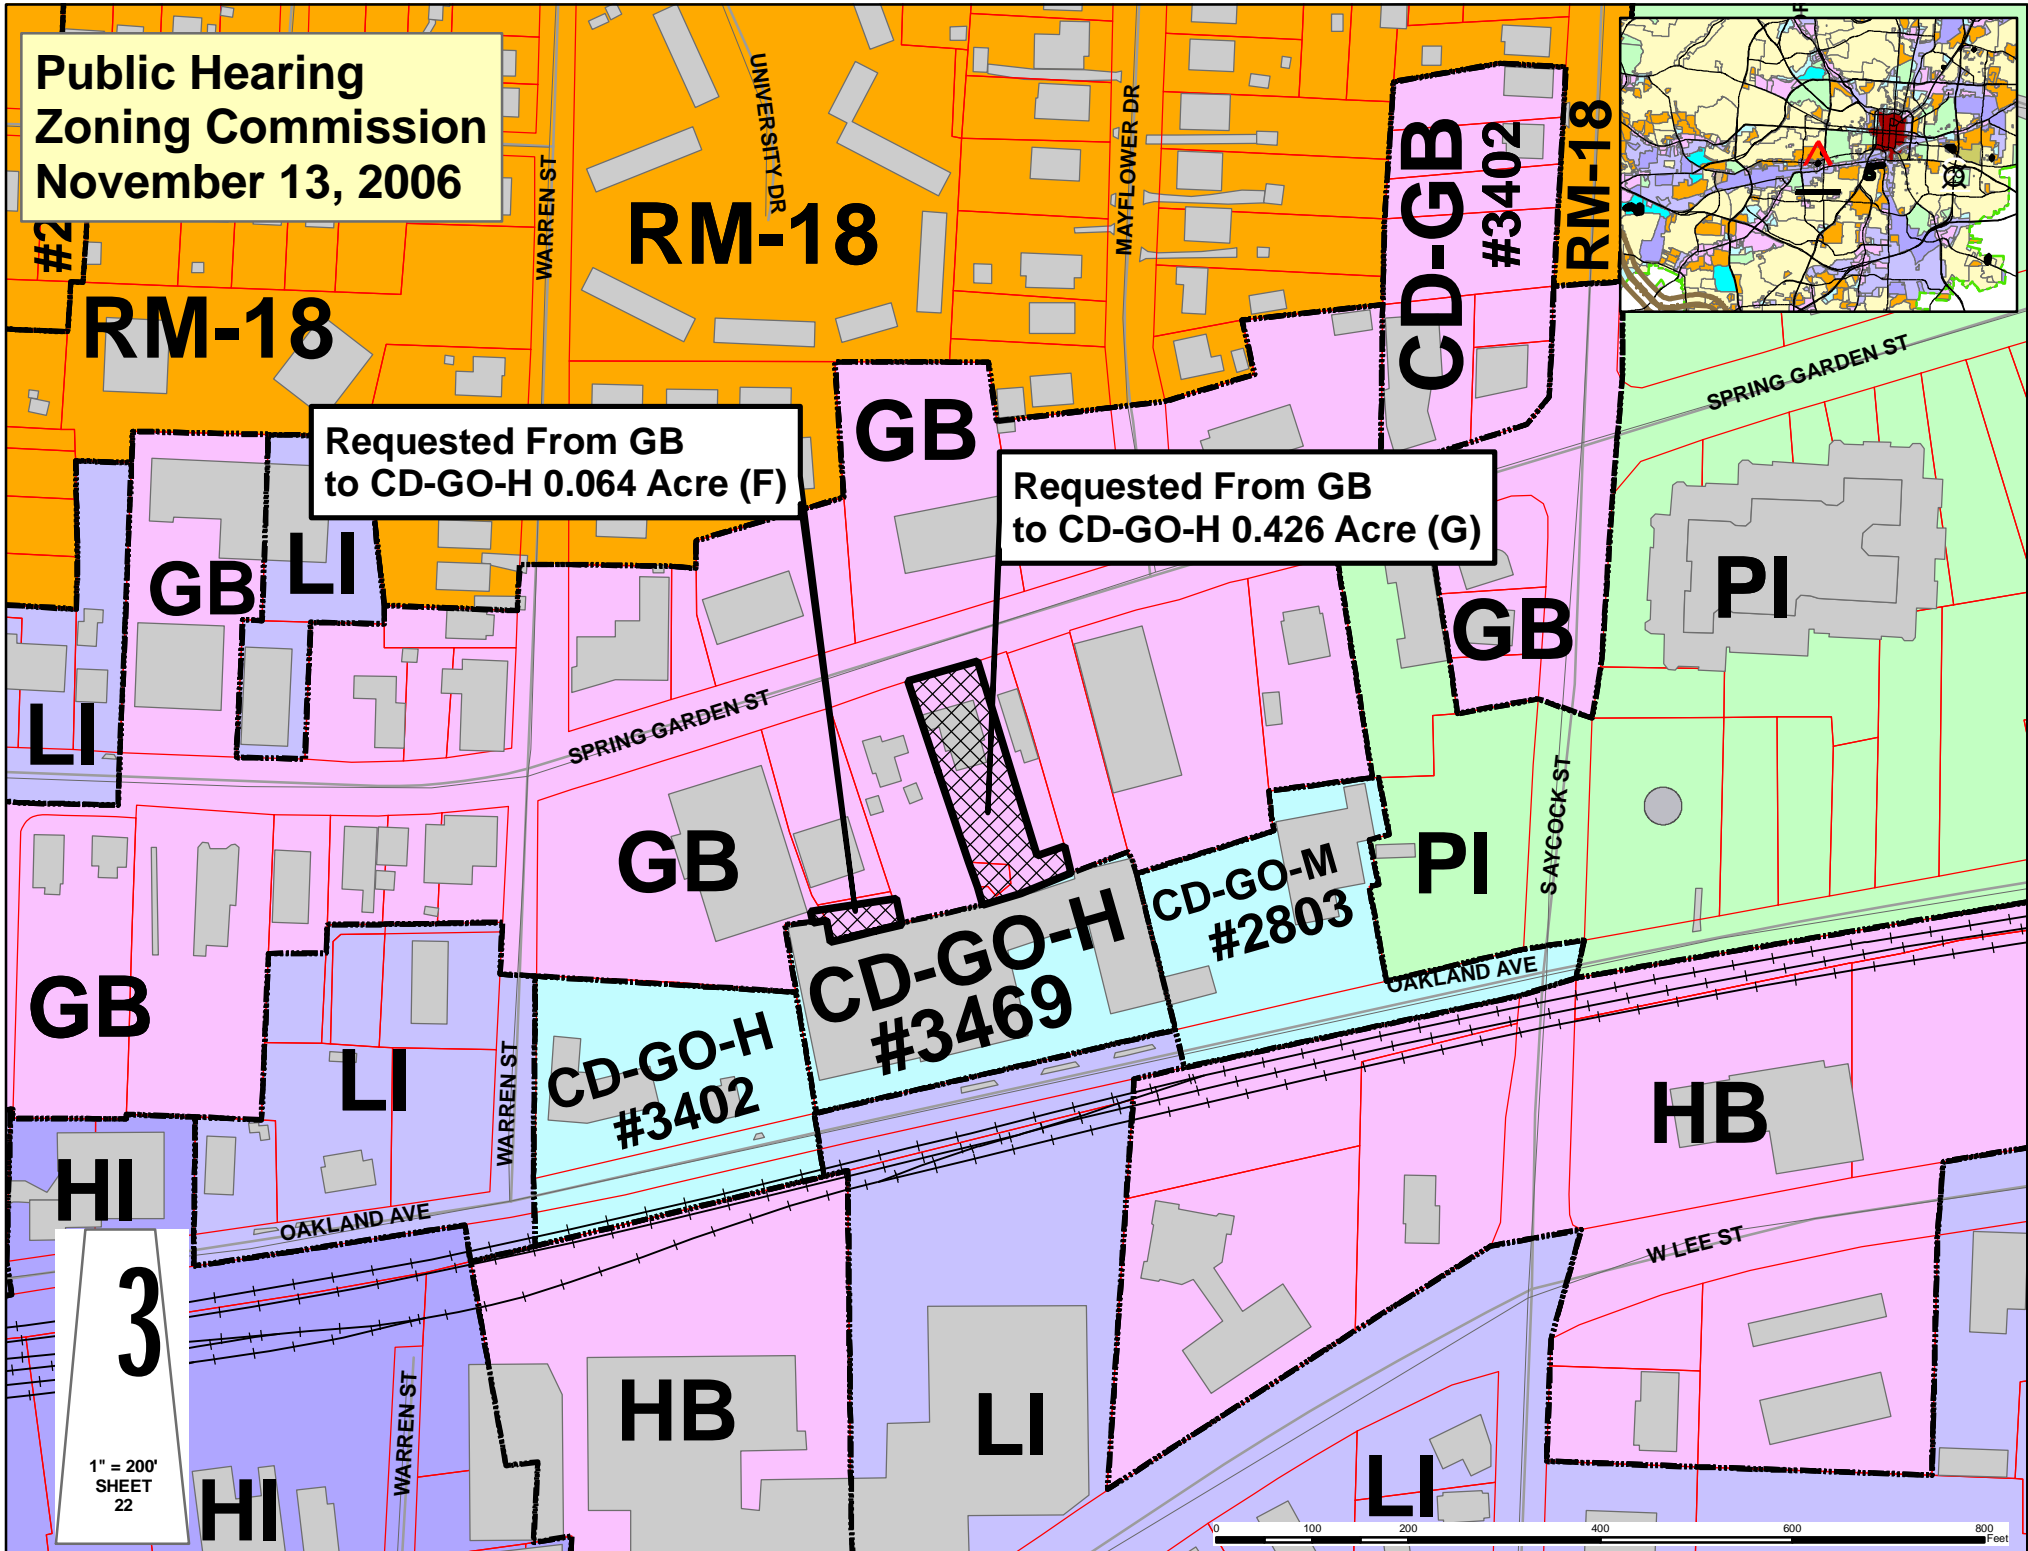 Public Hearing
Zoning Commission
November 13, 2006
#2
RM-18
WARREN ST
UNIVERSITY DR
RM-18
MAYFLOWER DR
CD-GB
#3402
RM-18
SPRING GARDEN ST
Requested From GB
to CD-GO-H 0.064 Acre (F)
GB
Requested From GB
to CD-GO-H 0.426 Acre (G)
GB
LI
PI
GB
LI
SPRING GARDEN ST
S AYCOCK ST
GB
PI
CD-GO-M
#2803
CD-GO-H
#3469
OAKLAND AVE
GB
LI
WARREN ST
CD-GO-H
#3402
HB
HI
OAKLAND AVE
W LEE ST
3
1" = 200'
SHEET
22
WARREN ST
HI
HB
LI
LI
0 100 200 400 600 800
Feet